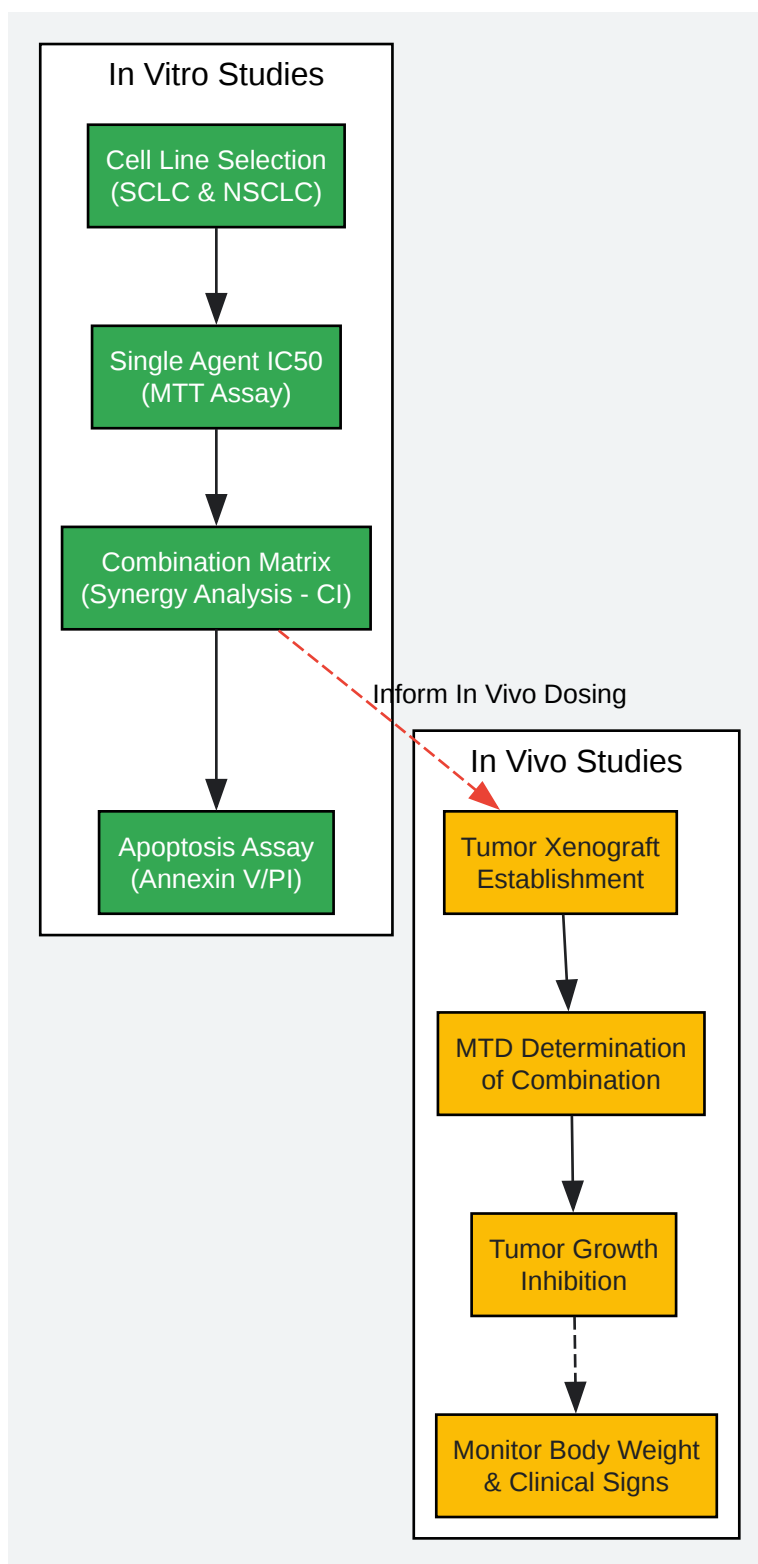 In Vitro Studies
Cell Line Selection
(SCLC & NSCLC)
Single Agent IC50
(MTT Assay)
Combination Matrix
(Synergy Analysis - CI)
Inform In Vivo Dosing
Apoptosis Assay
(Annexin V/PI)
In Vivo Studies
Tumor Xenograft
Establishment
MTD Determination
of Combination
Tumor Growth
Inhibition
Monitor Body Weight
& Clinical Signs